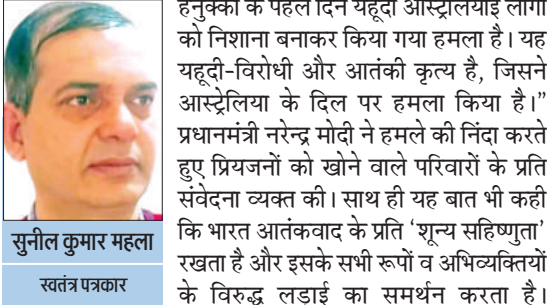 सुनील कुमार महला
स्वतंत्र पत्रकार
हनुक्का के पहले दिन यहूदी ऑस्ट्रेलियाई लोगों
को निशाना बनाकर किया गया हमला है। यह
यहूदी-विरोधी और आतंकी कृत्य है, जिसने
आस्ट्रेलिया के दिल पर हमला किया है।”
प्रधानमंत्री नरेन्द्र मोदी ने हमले की निंदा करते
हुए प्रियजनों को खोने वाले परिवारों के प्रति
संवेदना व्यक्त की। साथ ही यह बात भी कही
कि भारत आतंकवाद के प्रति ‘शून्य सहिष्णुता’
रखता है और इसके सभी रूपों व अभिव्यक्तियों
के विरुद्ध लड़ाई का समर्थन करता है।